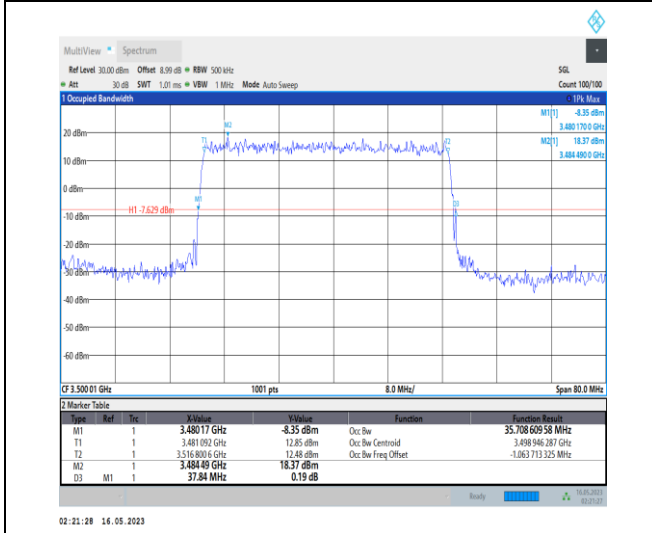 MultiView Spectrum
Ref Level 30.00 dBm Offset 8.99 dB RBW 500 kHz SGL
Att 30 dB SWT 1.01 ms VBW 1 MHz Mode Auto Sweep Count 100/100
1 Occupied Bandwidth 1Pk Max
M1[1] -8.35 dBm
3.480 170 0 GHz
M2[1] 18.37 dBm
3.484 490 0 GHz
M2
20 dBm
T1 T2
10 dBm
0 dBm
M1 D3
H1 -7.629 dBm
-10 dBm
-20 dBm
-30 dBm
-40 dBm
-50 dBm
-60 dBm
CF 3.500 01 GHz 1001 pts 8.0 MHz/ Span 80.0 MHz
2 Marker Table
Type Ref Trc X-Value Y-Value Function Function Result
M1 1 3.48017 GHz -8.35 dBm Occ Bw 35.708 609 58 MHz
T1 1 3.481 092 GHz 12.85 dBm Occ Bw Centroid 3.498 946 287 GHz
T2 1 3.516 800 6 GHz 12.48 dBm Occ Bw Freq Offset -1.063 713 325 MHz
M2 1 3.484 49 GHz 18.37 dBm
D3 M1 1 37.84 MHz 0.19 dB
Ready 16.05.2023
02:21:27
02:21:28 16.05.2023